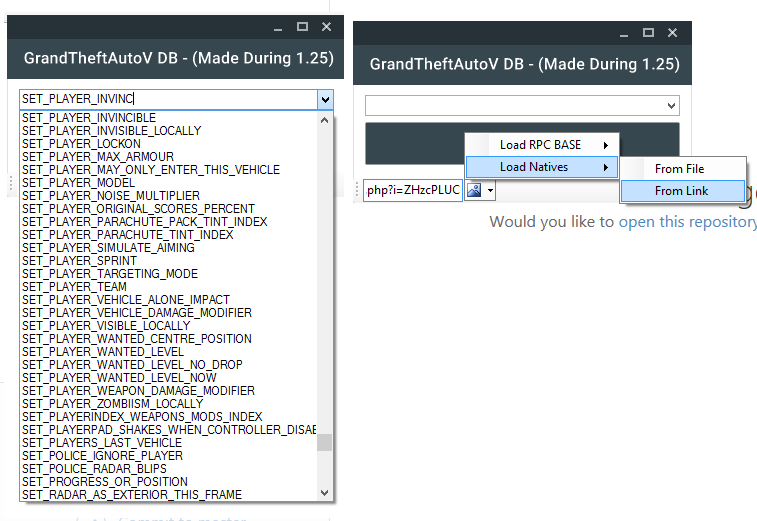 GrandTheftAutoV DB - (Made During 1.25)
SET_PLAYER_INVINC
SET_PLAYER_INVINCIBLE
SET_PLAYER_INVISIBLE_LOCALLY
SET_PLAYER_LOCKON
SET_PLAYER_MAX_ARMOUR
SET_PLAYER_MAY_ONLY_ENTER_THIS_VEHICLE
SET_PLAYER_MODEL
SET_PLAYER_NOISE_MULTIPLIER
SET_PLAYER_ORIGINAL_SCORES_PERCENT
SET_PLAYER_PARACHUTE_PACK_TINT_INDEX
SET_PLAYER_PARACHUTE_TINT_INDEX
SET_PLAYER_SIMULATE_AIMING
SET_PLAYER_SPRINT
SET_PLAYER_TARGETING_MODE
SET_PLAYER_TEAM
SET_PLAYER_VEHICLE_ALONE_IMPACT
SET_PLAYER_VEHICLE_DAMAGE_MODIFIER
SET_PLAYER_VISIBLE_LOCALLY
SET_PLAYER_WANTED_CENTRE_POSITION
SET_PLAYER_WANTED_LEVEL
SET_PLAYER_WANTED_LEVEL_NO_DROP
SET_PLAYER_WANTED_LEVEL_NOW
SET_PLAYER_WEAPON_DAMAGE_MODIFIER
SET_PLAYER_ZOMBIISM_LOCALLY
SET_PLAYERINDEX_WEAPONS_MODS_INDEX
SET_PLAYERPAD_SHAKES_WHEN_CONTROLLER_DISAB
SET_PLAYERS_LAST_VEHICLE
SET_POLICE_IGNORE_PLAYER
SET_POLICE_RADAR_BLIPS
SET_PROGRESS_OR_POSITION
SET_RADAR_AS_EXTERIOR_THIS_FRAME
GrandTheftAutoV DB - (Made During 1.25)
Load RPC BASE
Load Natives
From File
From Link
php?i=ZHzcPLUC
Would you like to open this repository